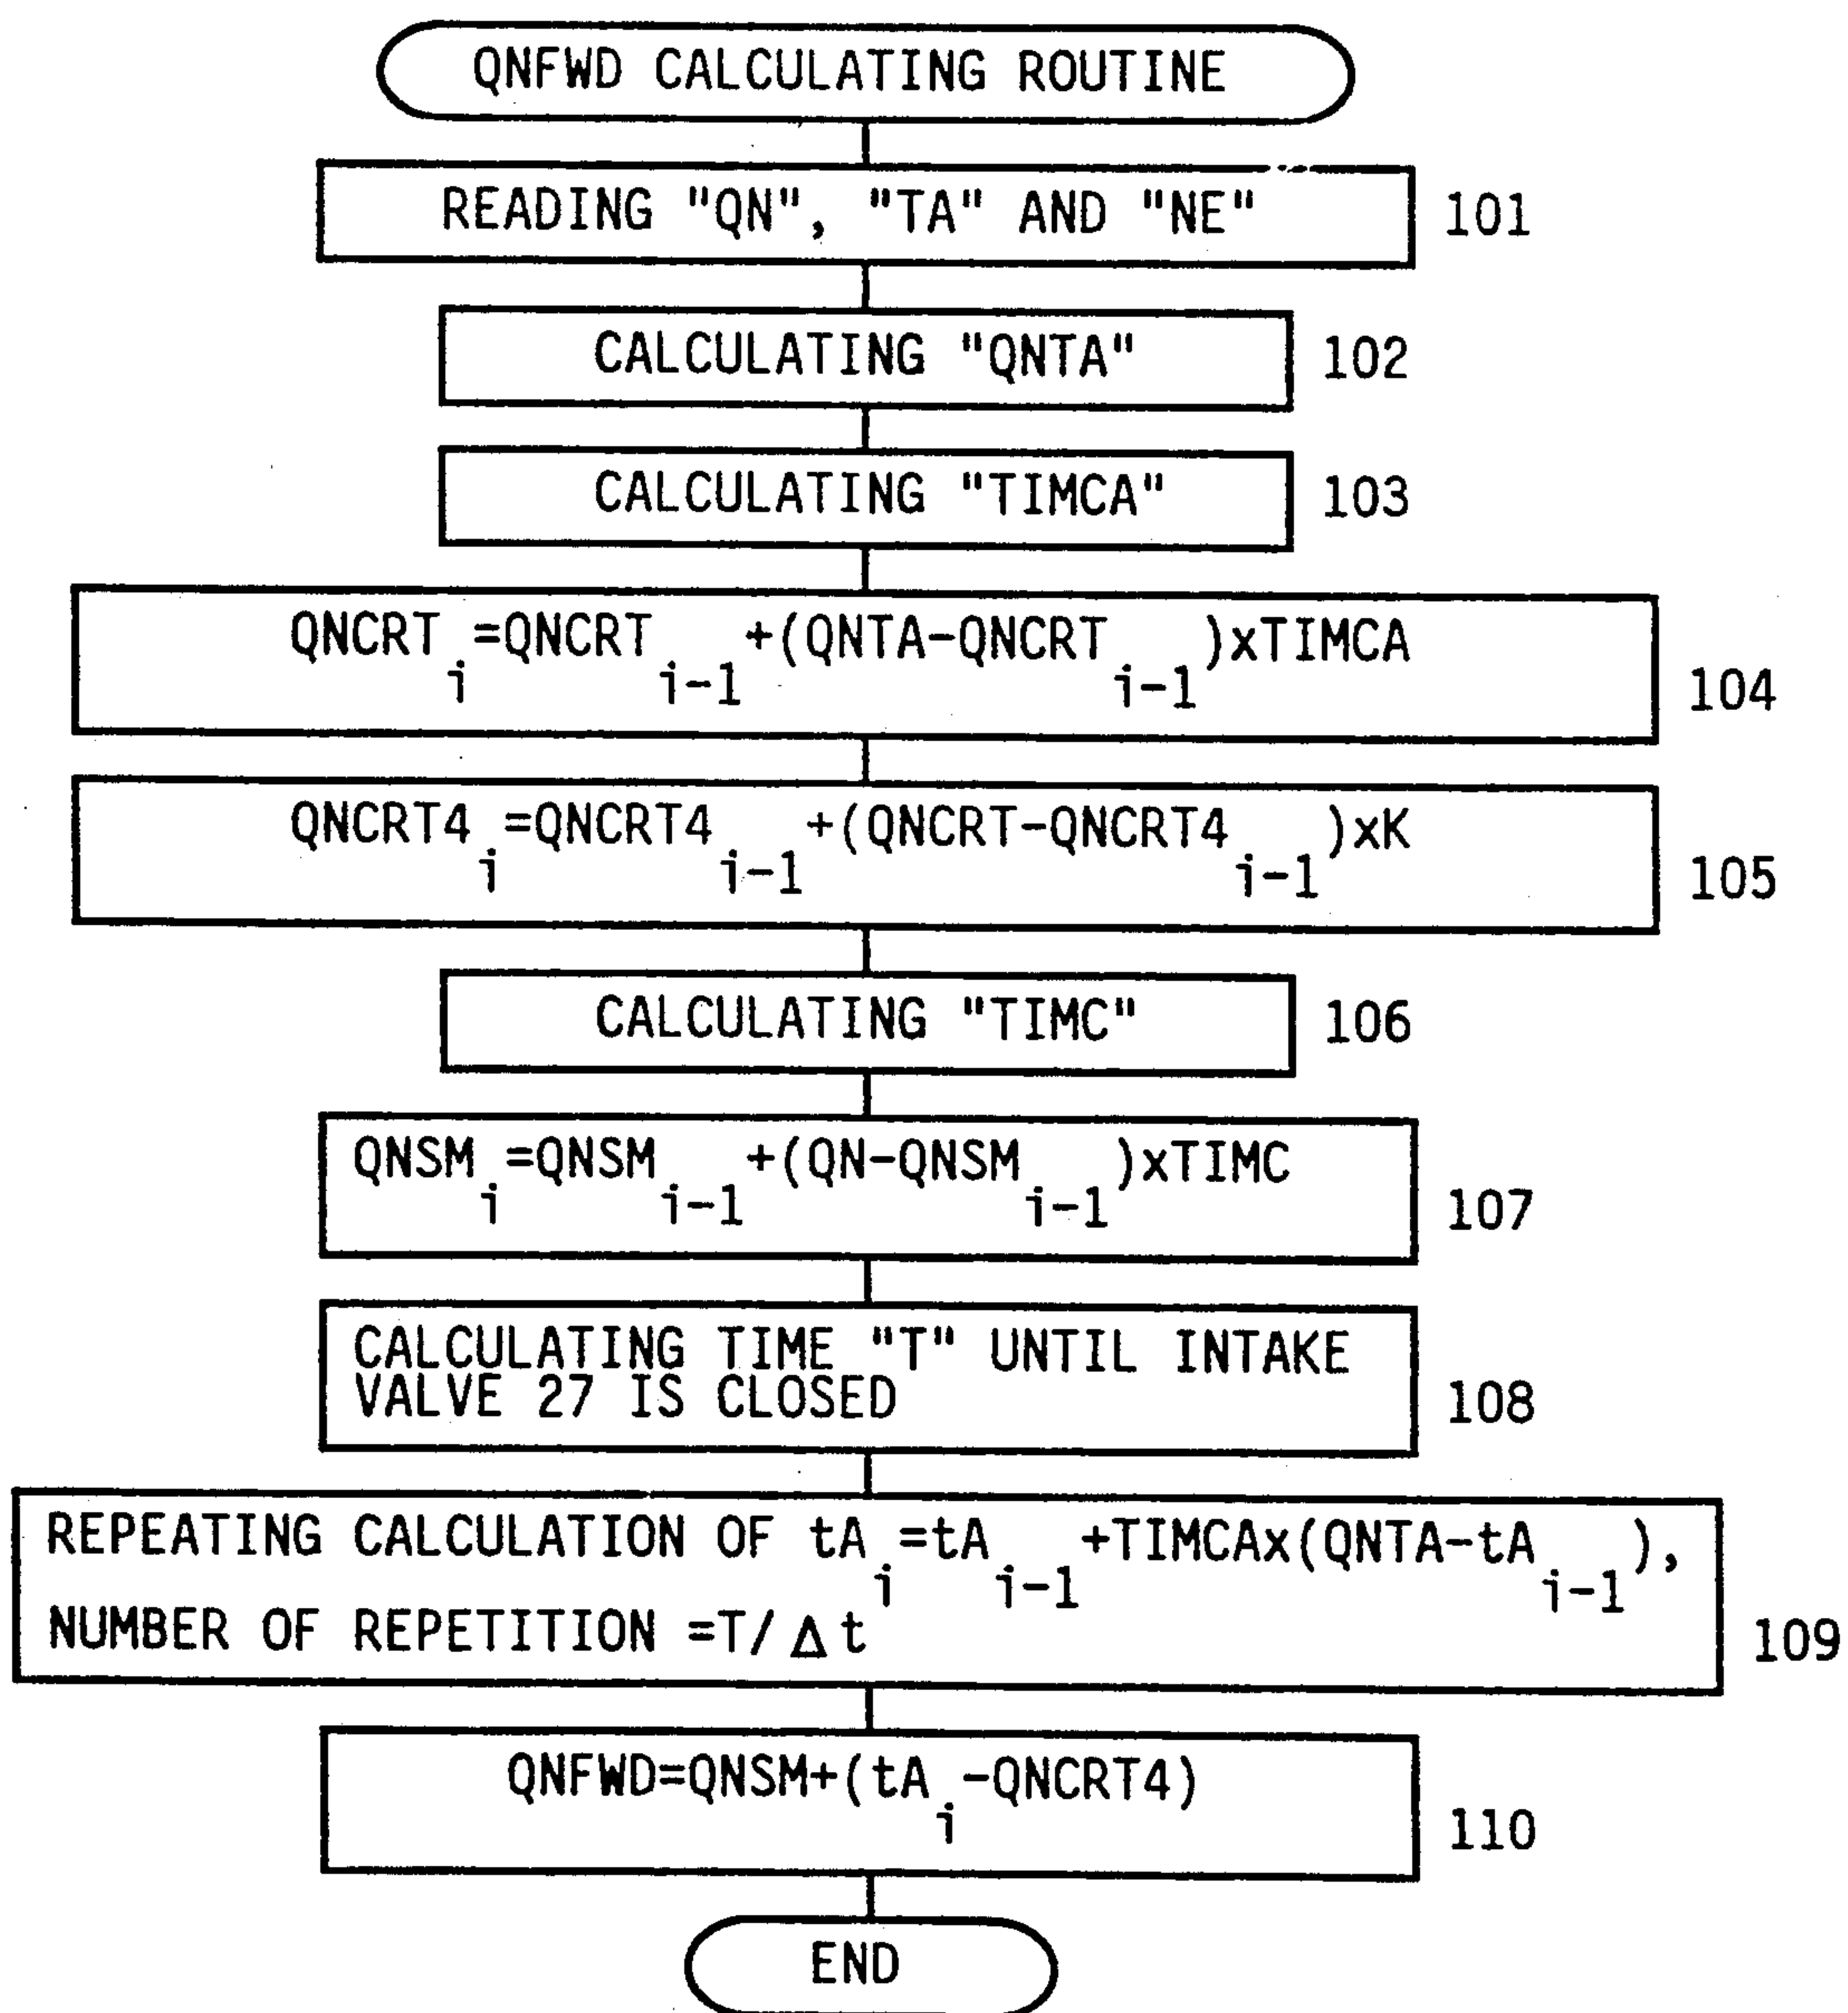 QNFWD CALCULATING ROUTINE
READING "QN", "TA" AND "NE"
101
CALCULATING "QNTA"
102
CALCULATING "TIMCA"
103
QNCRT i =QNCRT i-1 +(QNTA-QNCRT i-1 )xTIMCA
104
QNCRT4 i =QNCRT4 i-1 +(QNCRT-QNCRT4 i-1 )xK
105
CALCULATING "TIMC"
106
QNSM i =QNSM i-1 +(QN-QNSM i-1 )xTIMC
107
CALCULATING TIME "T" UNTIL INTAKE
VALVE 27 IS CLOSED
108
REPEATING CALCULATION OF tA i =tA i-1 +TIMCAx(QNTA-tA i-1 ),
NUMBER OF REPETITION =T/Δt
109
QNFWD=QNSM+(tA i -QNCRT4)
110
END